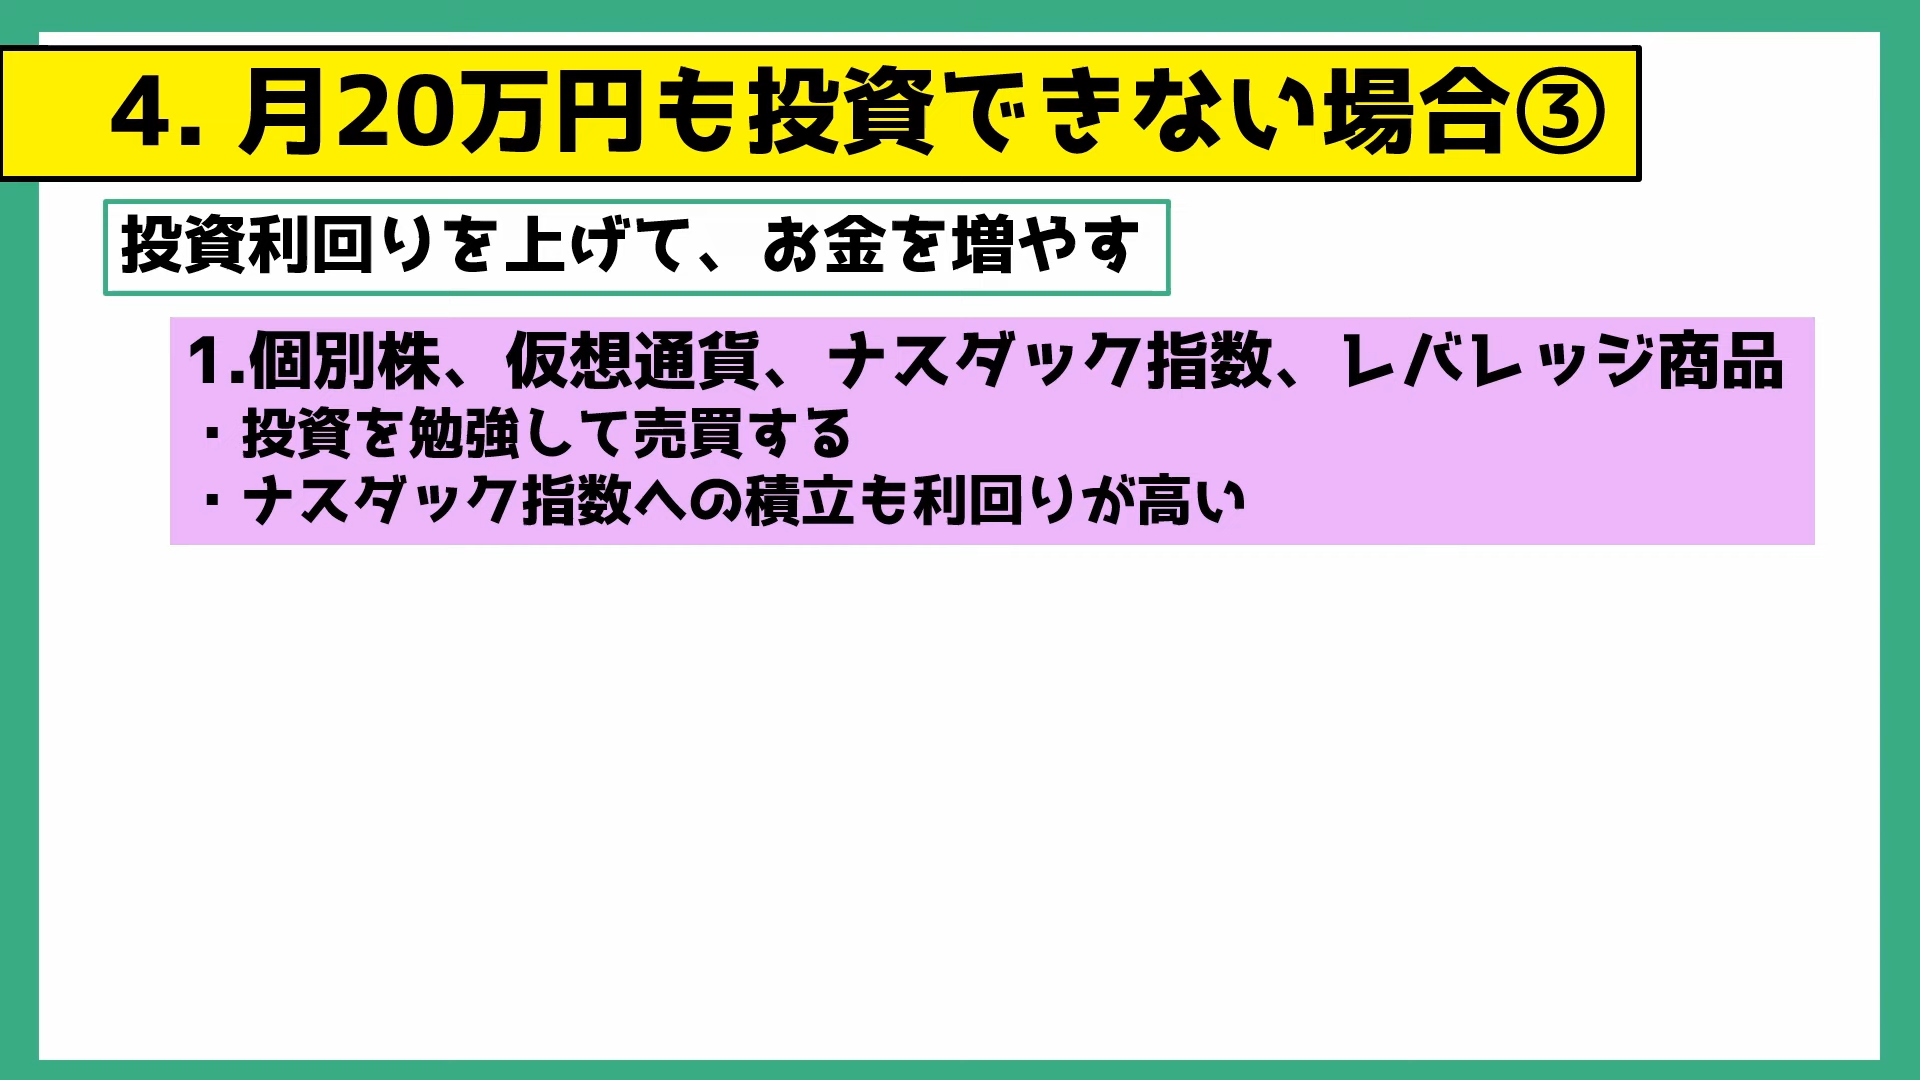 4. 月20万円も投資できない場合③
投資利回りを上げて、お金を増やす
1.個別株、仮想通貨、ナスダック指数、レバレッジ商品
・投資を勉強して売買する
・ナスダック指数への積立も利回りが高い